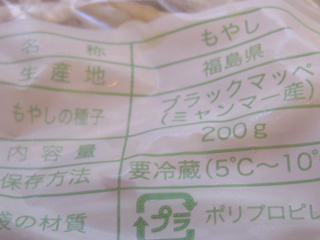 名称 もやし
生産地 福島県
もやしの種子 ブラックマッペ
(ミャンマー産)
内容量 200g
保存方法 要冷蔵(5℃〜10°
袋の材質 プラ ポリプロピレ